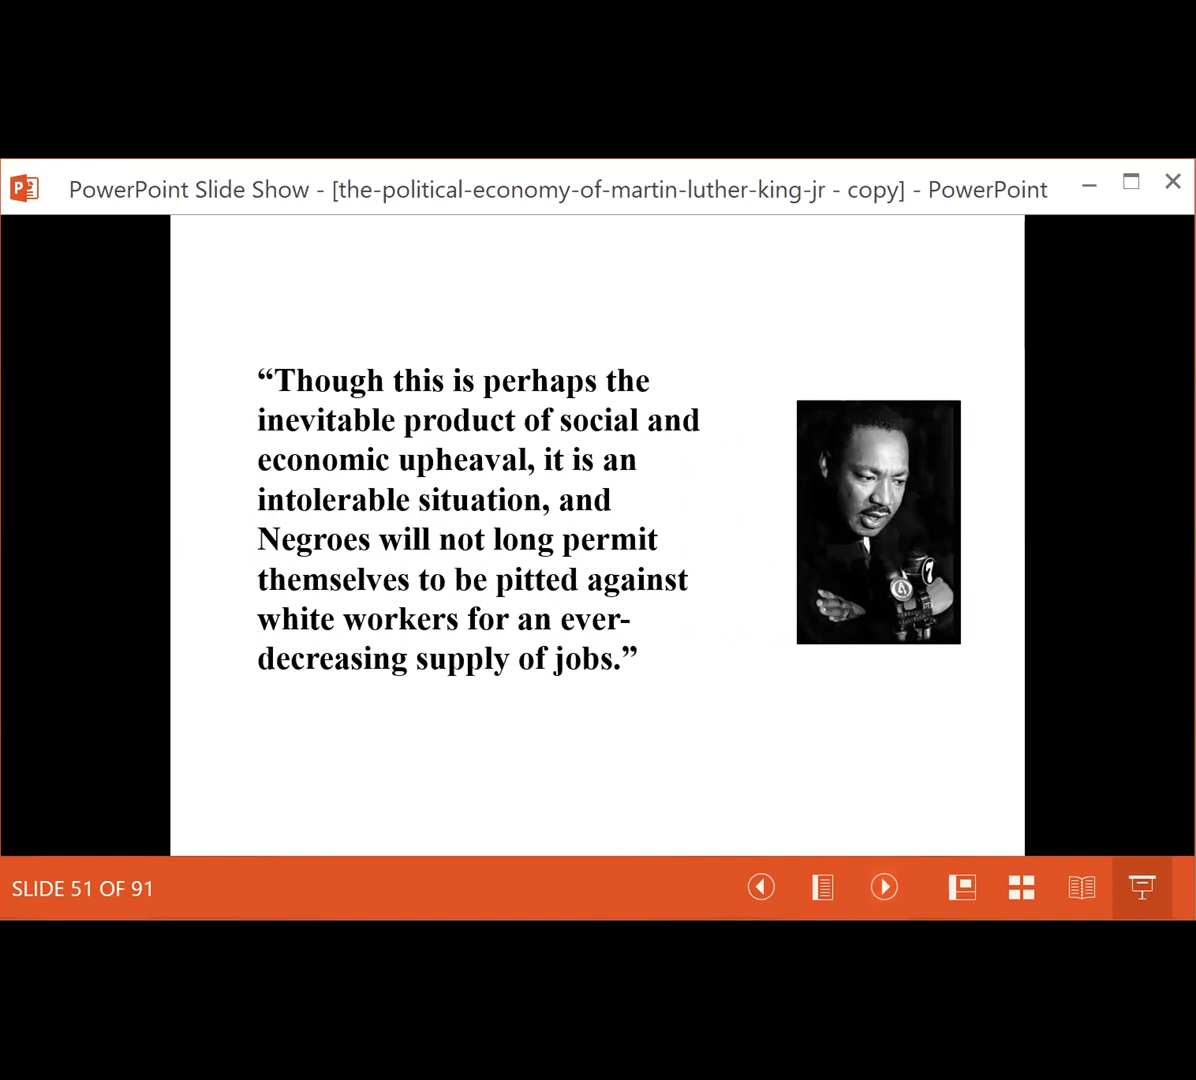 PowerPoint Slide Show - [the-political-economy-of-martin-luther-king-jr - copy] - PowerPoint
“Though this is perhaps the
inevitable product of social and
economic upheaval, it is an
intolerable situation, and
Negroes will not long permit
themselves to be pitted against
white workers for an ever-
decreasing supply of jobs.”
4
7
SLIDE 51 OF 91